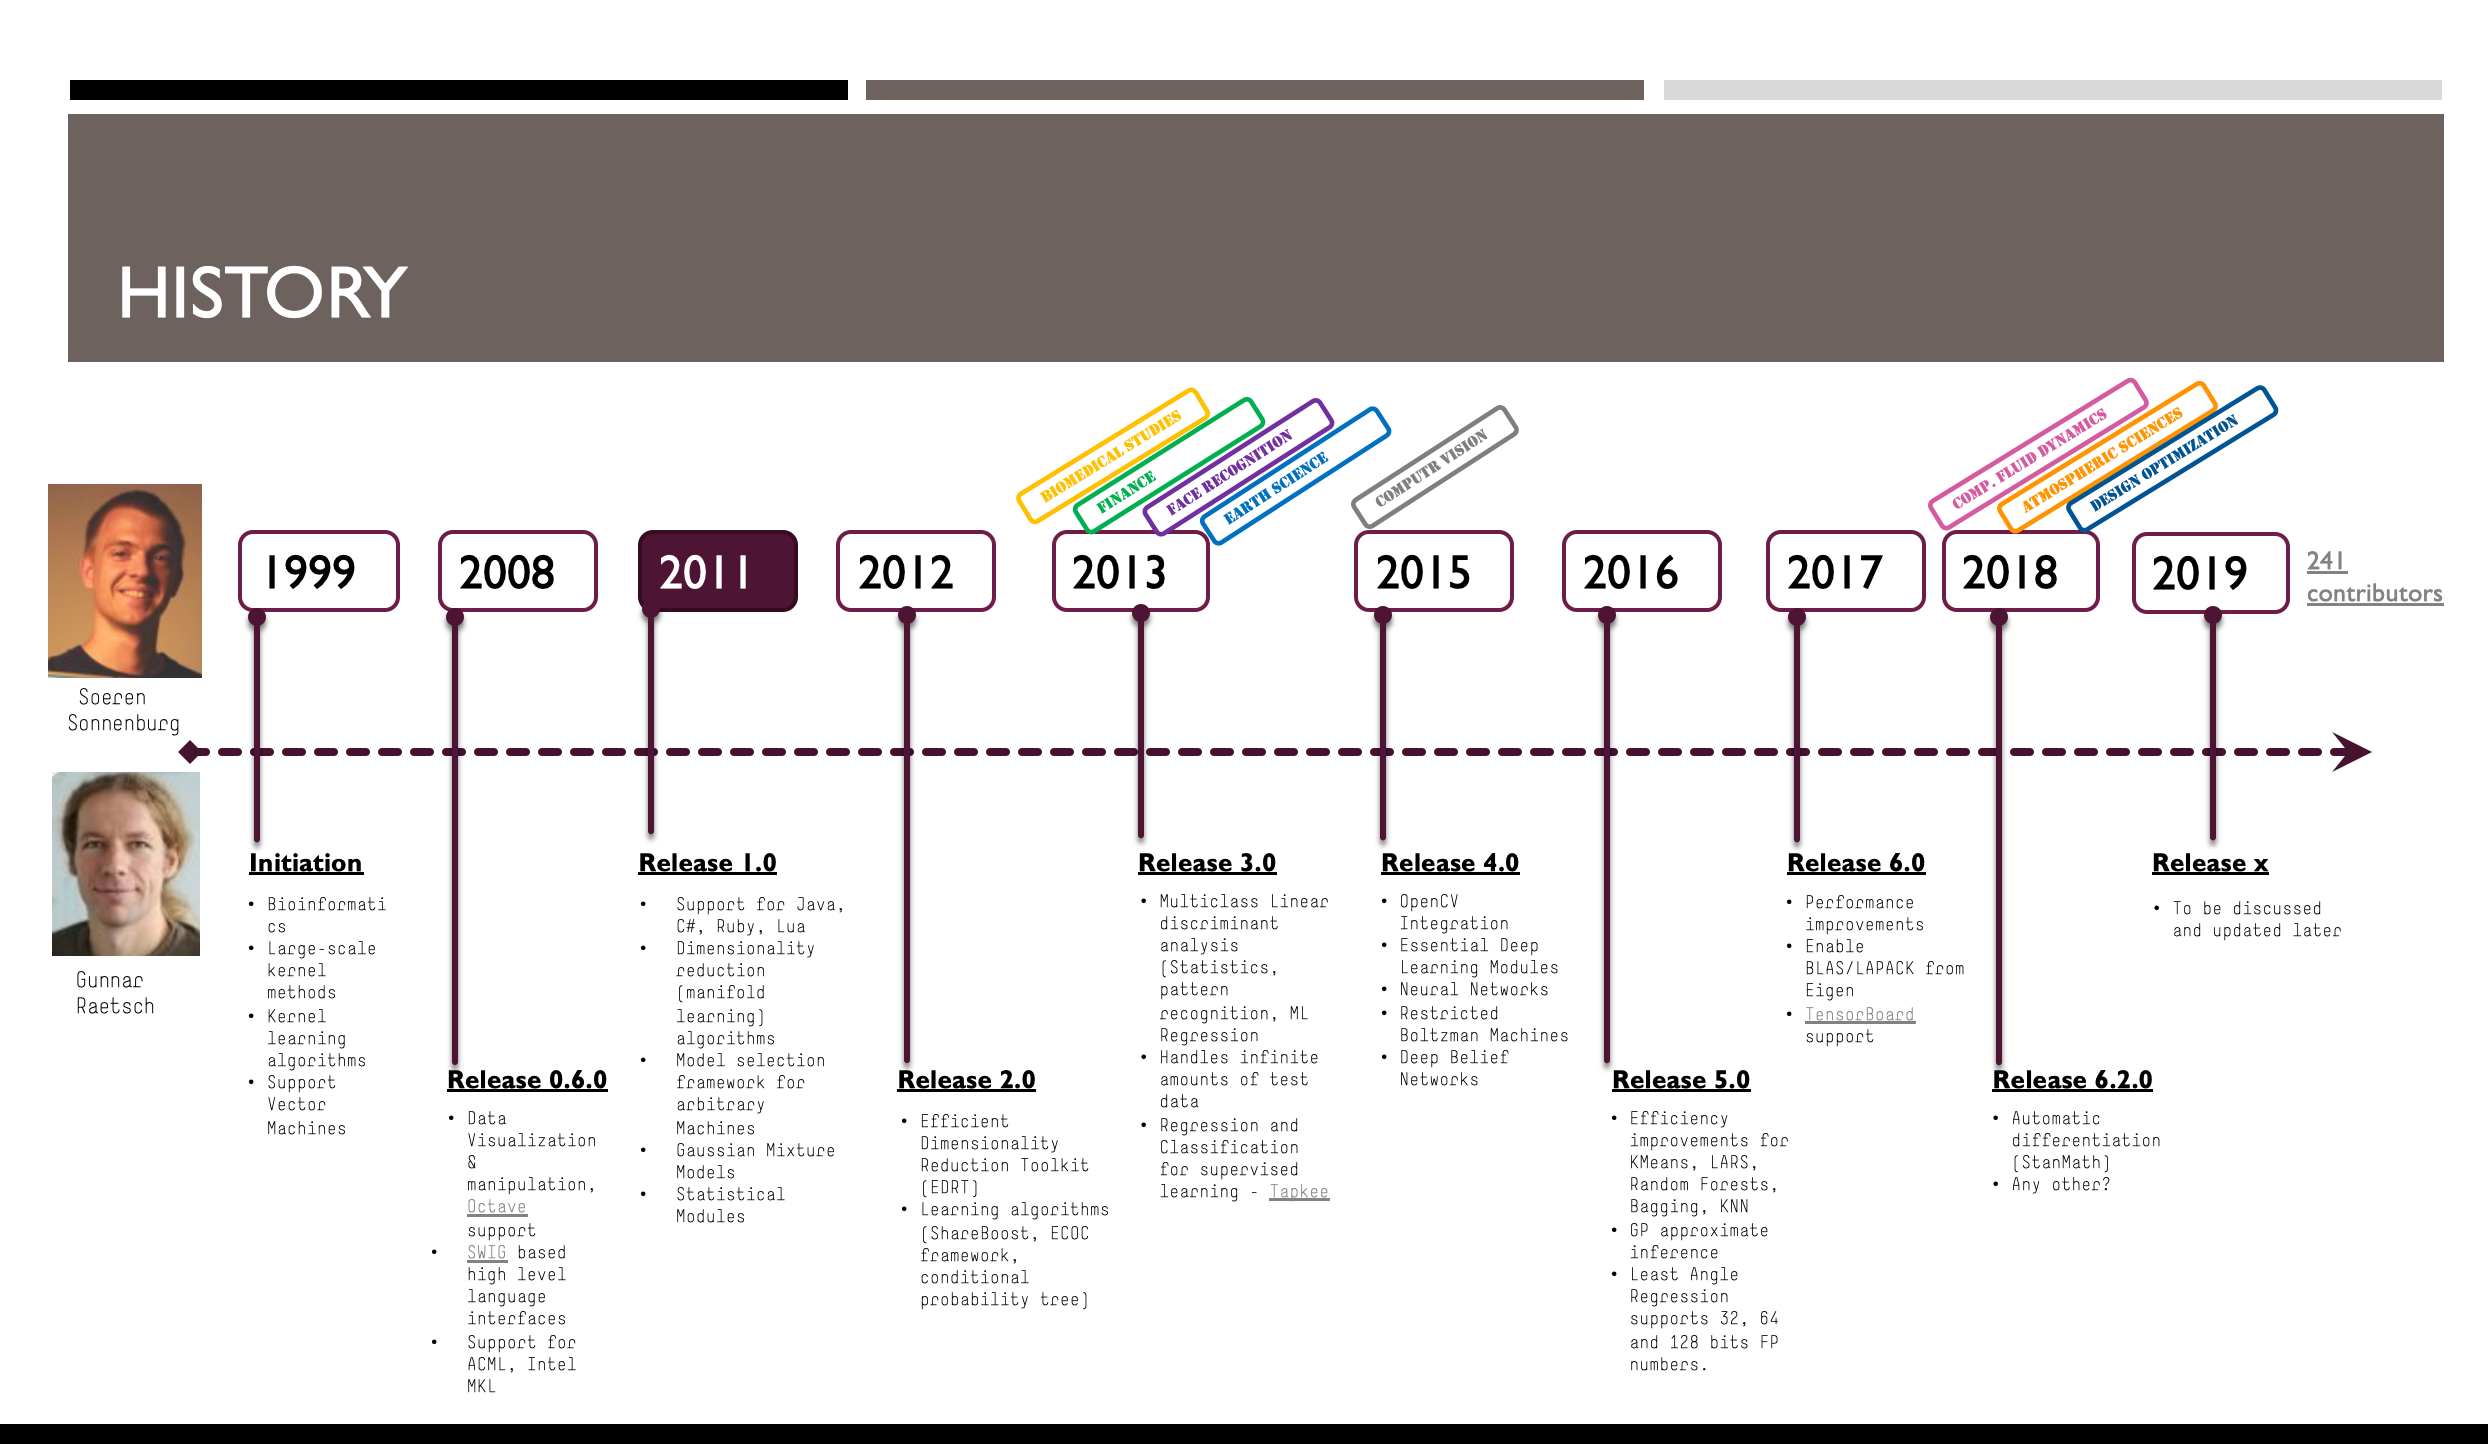 HISTORY
BIOMEDICAL STUDIES
FINANCE
FACE RECOGNITION
EARTH SCIENCE
COMPUTR VISION
COMP. FLUID DYNAMICS
ATMOSPHERIC SCIENCES
DESIGN OPTIMIZATION
1999
2008
2011
2012
2013
2015
2016
2017
2018
2019
241
contributors
Soeren
Sonnenburg
Gunnar
Raetsch
Initiation
• Bioinformati
cs
• Large-scale
kernel
methods
• Kernel
learning
algorithms
• Support
Vector
Machines
Release 0.6.0
• Data
Visualization
&
manipulation,
Octave
support
• SWIG based
high level
language
interfaces
• Support for
ACML, Intel
MKL
Release 1.0
• Support for Java,
C#, Ruby, Lua
• Dimensionality
reduction
(manifold
learning)
algorithms
• Model selection
framework for
arbitrary
Machines
• Gaussian Mixture
Models
• Statistical
Modules
Release 2.0
• Efficient
Dimensionality
Reduction Toolkit
(EDRT)
• Learning algorithms
(ShareBoost, ECOC
framework,
conditional
probability tree)
Release 3.0
• Multiclass Linear
discriminant
analysis
(Statistics,
pattern
recognition, ML
Regression
• Handles infinite
amounts of test
data
• Regression and
Classification
for supervised
learning - Tapkee
Release 4.0
• OpenCV
Integration
• Essential Deep
Learning Modules
• Neural Networks
• Restricted
Boltzman Machines
• Deep Belief
Networks
Release 5.0
• Efficiency
improvements for
KMeans, LARS,
Random Forests,
Bagging, KNN
• GP approximate
inference
• Least Angle
Regression
supports 32, 64
and 128 bits FP
numbers.
Release 6.0
• Performance
improvements
• Enable
BLAS/LAPACK from
Eigen
• TensorBoard
support
Release 6.2.0
• Automatic
differentiation
(StanMath)
• Any other?
Release x
• To be discussed
and updated later